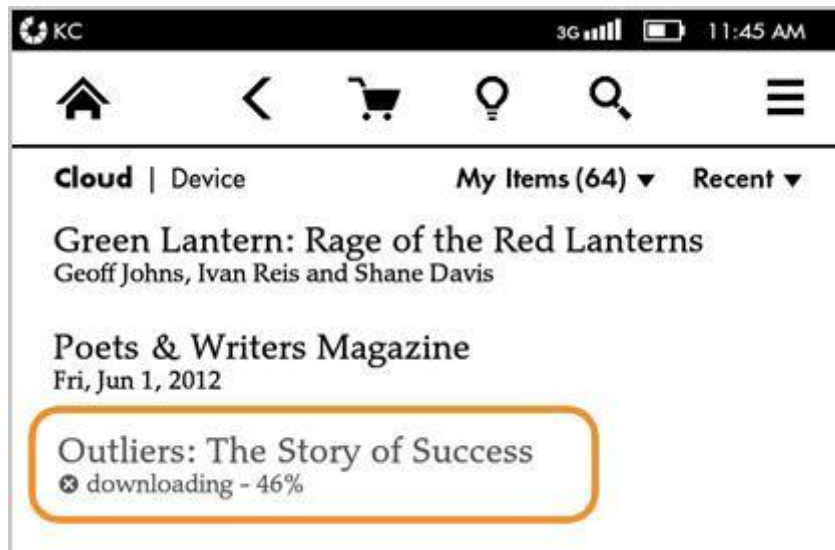 KC 3G 11:45 AM
Cloud | Device My Items (64) ▼ Recent ▼
Green Lantern: Rage of the Red Lanterns
Geoff Johns, Ivan Reis and Shane Davis
Poets & Writers Magazine
Fri, Jun 1, 2012
Outliers: The Story of Success
downloading - 46%